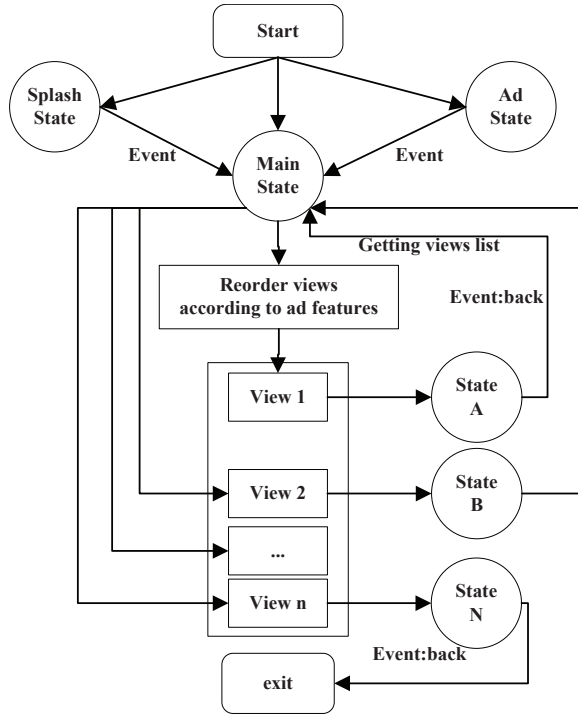 Start
Splash
State
Ad
State
Event
Event
Main
State
Getting views list
Reorder views
according to ad features
Event:back
View 1
State
A
View 2
State
B
...
View n
State
N
Event:back
exit